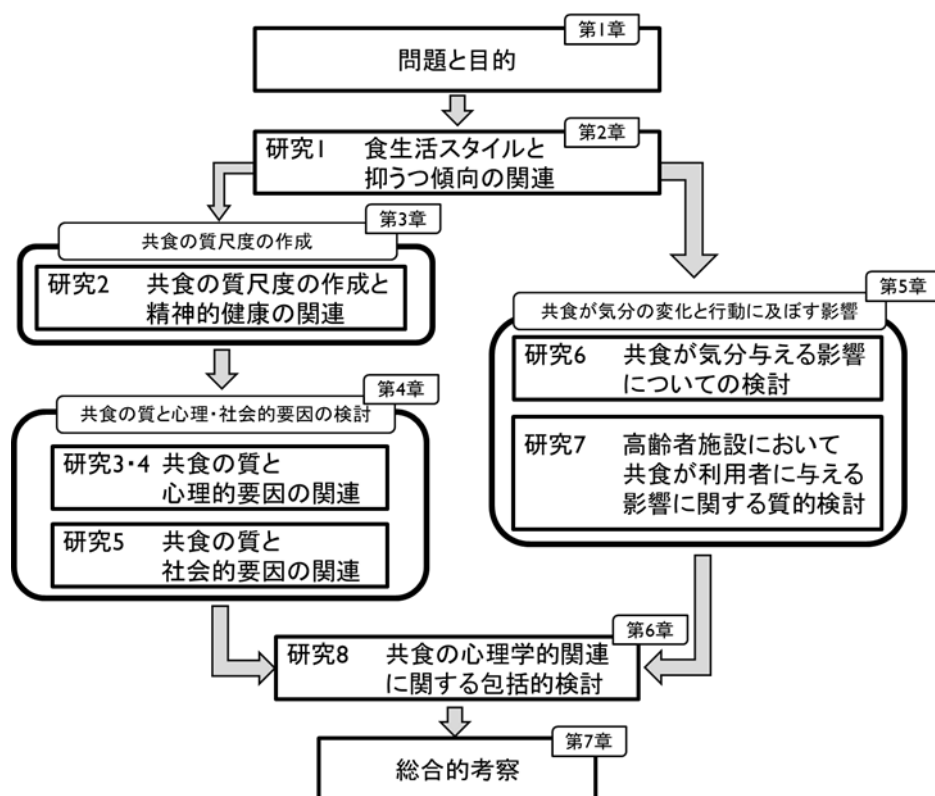 第1章
問題と目的
第2章
研究1 食生活スタイルと
抑うつ傾向の関連
第3章
共食の質尺度の作成
研究2 共食の質尺度の作成と
精神的健康の関連
第4章
共食の質と心理・社会的要因の検討
研究3・4 共食の質と
心理的要因の関連
研究5 共食の質と
社会的要因の関連
第5章
共食が気分の変化と行動に及ぼす影響
研究6 共食が気分与える影響
についての検討
研究7 高齢者施設において
共食が利用者に与える
影響に関する質的検討
第6章
研究8 共食の心理学的関連
に関する包括的検討
第7章
総合的考察